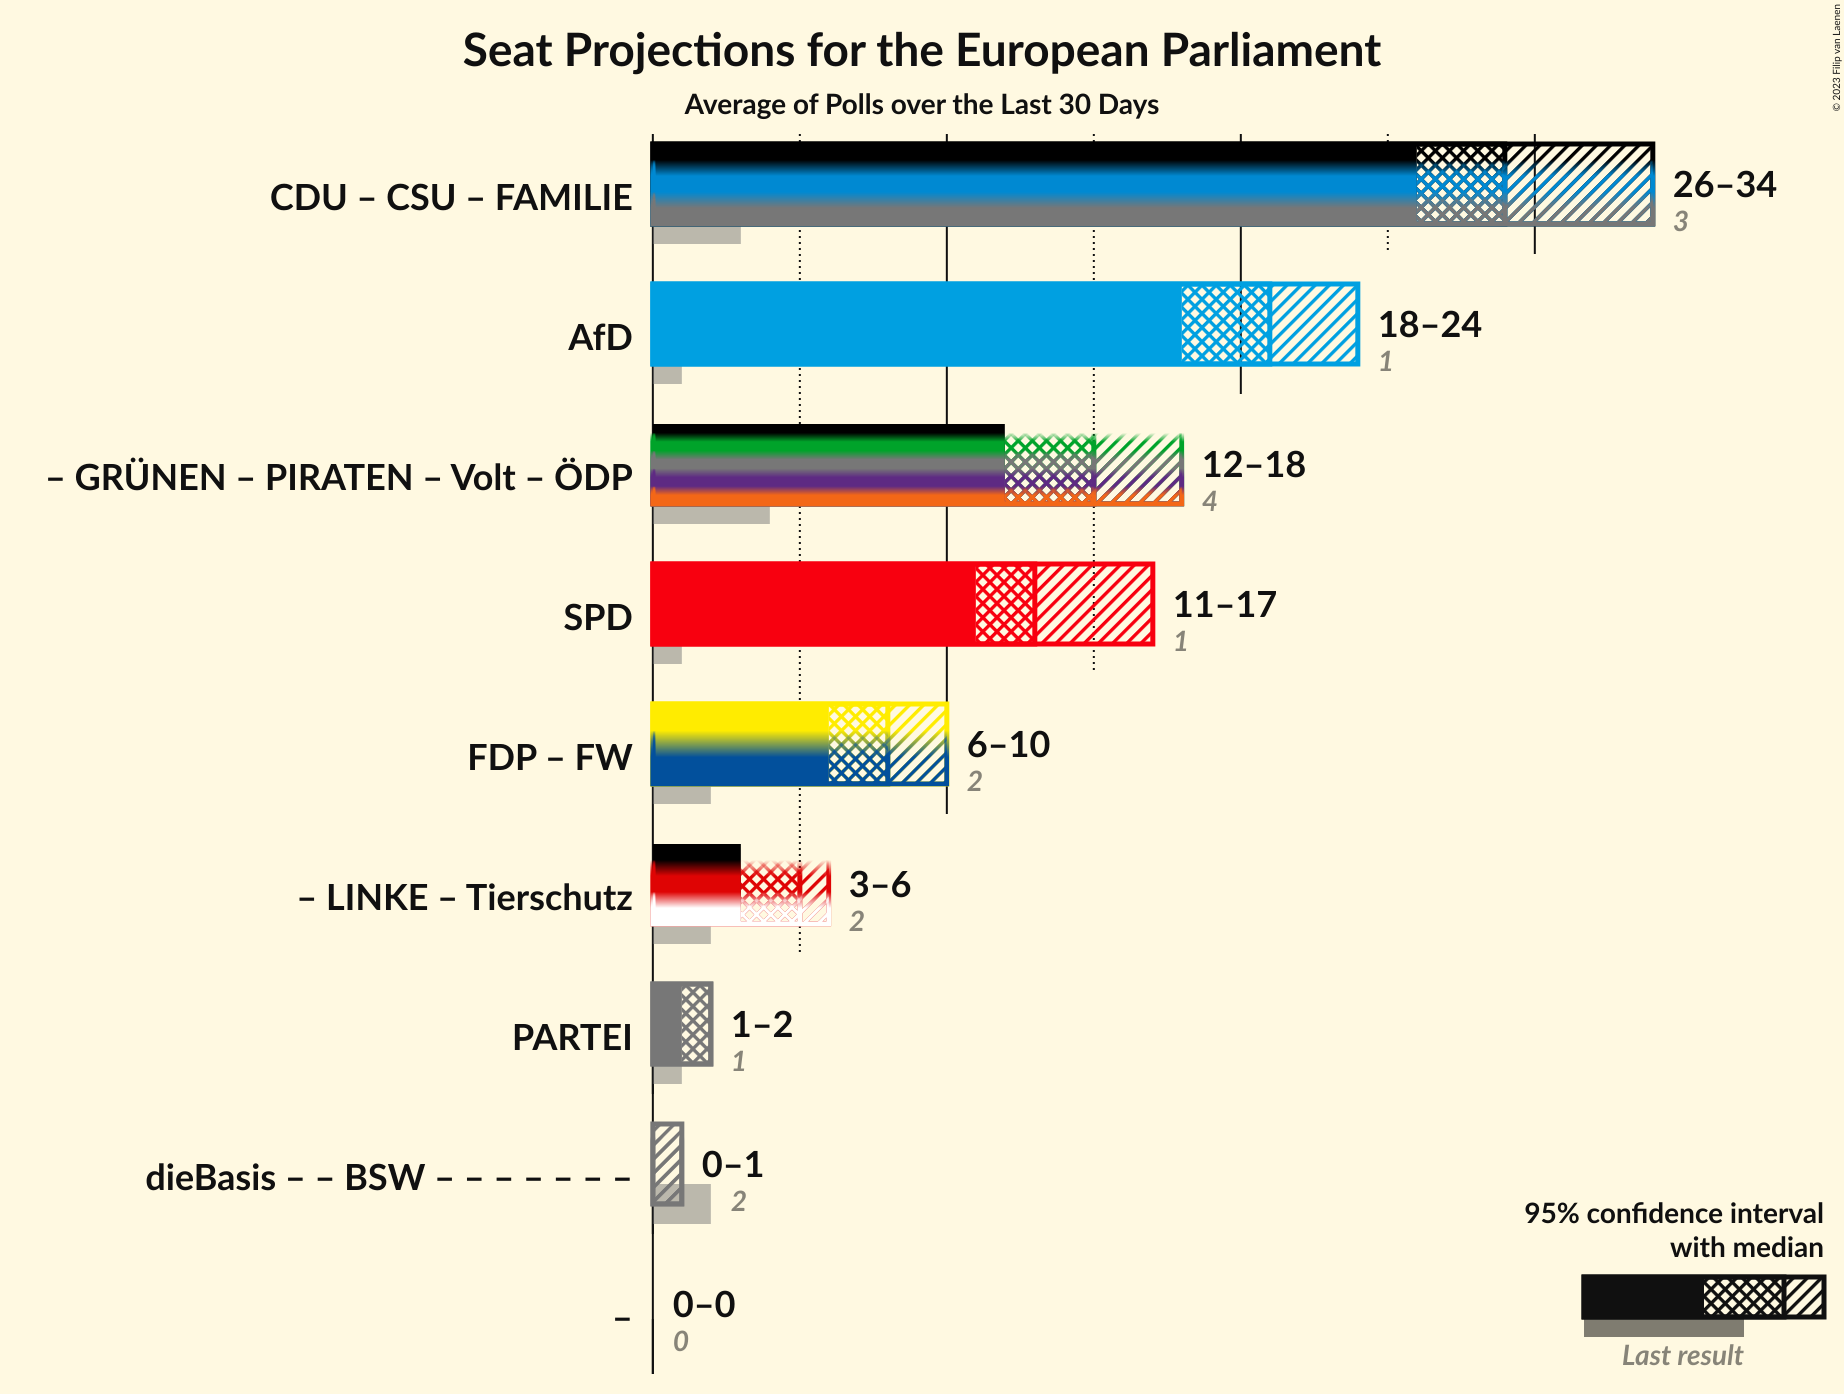 Seat Projections for the European Parliament
Average of Polls over the Last 30 Days
© 2023 Filip van Laenen
CDU – CSU – FAMILIE
26–34
3
AfD
18–24
1
– GRÜNEN – PIRATEN – Volt – ÖDP
12–18
4
SPD
11–17
1
FDP – FW
6–10
2
– LINKE – Tierschutz
3–6
2
PARTEI
1–2
1
dieBasis – – BSW – – – – – – –
0–1
2
–
0–0
0
95% confidence interval
with median
Last result